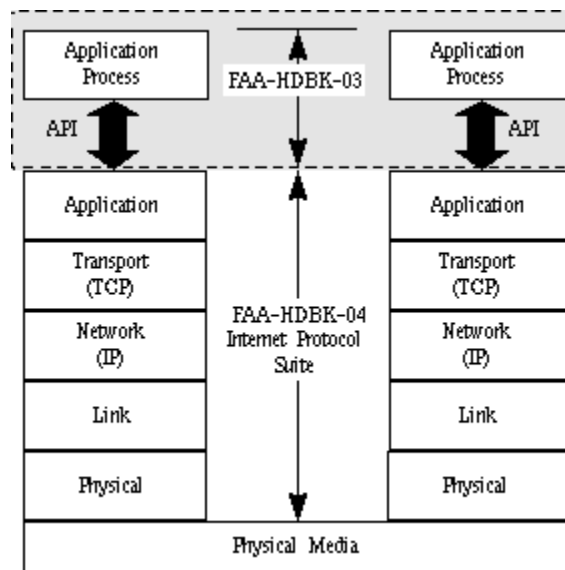 Application
Process
FAA-HDBK-03
Application
Process
API
API
Application
Application
Transport
(TCP)
Transport
(TCP)
FAA-HDBK-04
Internet Protocol
Suite
Network
(IP)
Network
(IP)
Link
Link
Physical
Physical
Physical Media